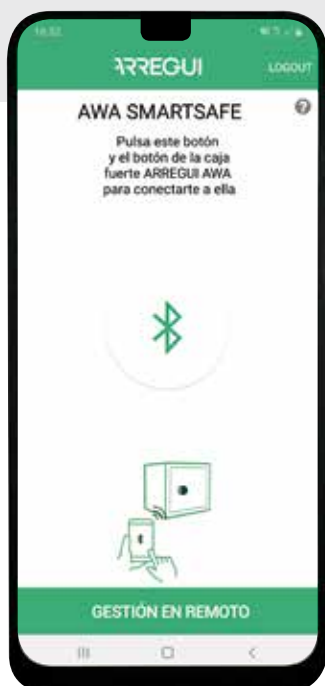 ARREGUI
LOGOUT
AWA SMARTSAFE
Pulsa este botón
y el botón de la caja
fuerte ARREGUI AWA
para conectarte a ella
GESTIÓN EN REMOTO